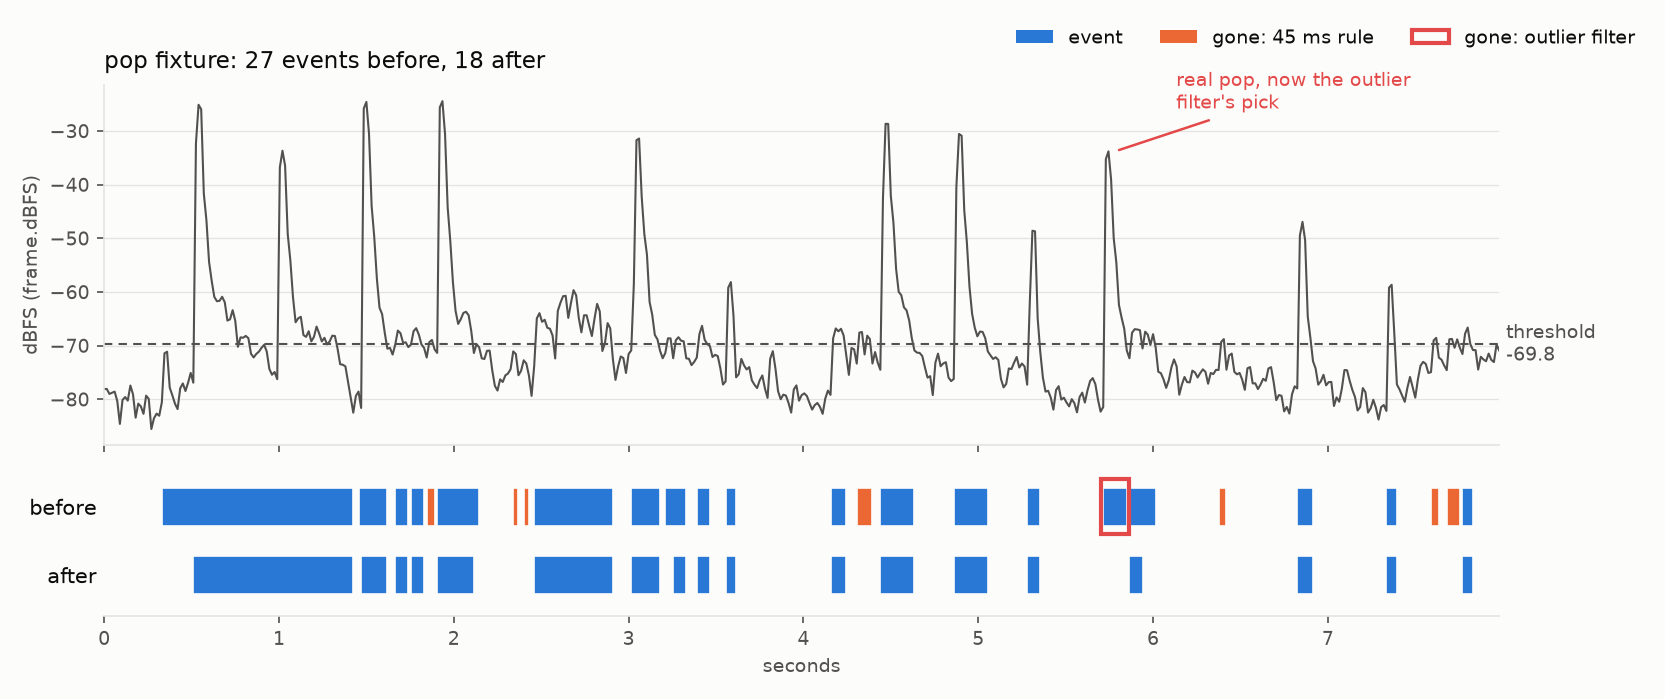 event
gone: 45 ms rule
gone: outlier filter
pop fixture: 27 events before, 18 after
real pop, now the outlier
filter's pick
dBFS (frame.dBFS)
−30
−40
−50
−60
−70
−80
threshold
-69.8
before
after
0
1
2
3
4
5
6
7
seconds